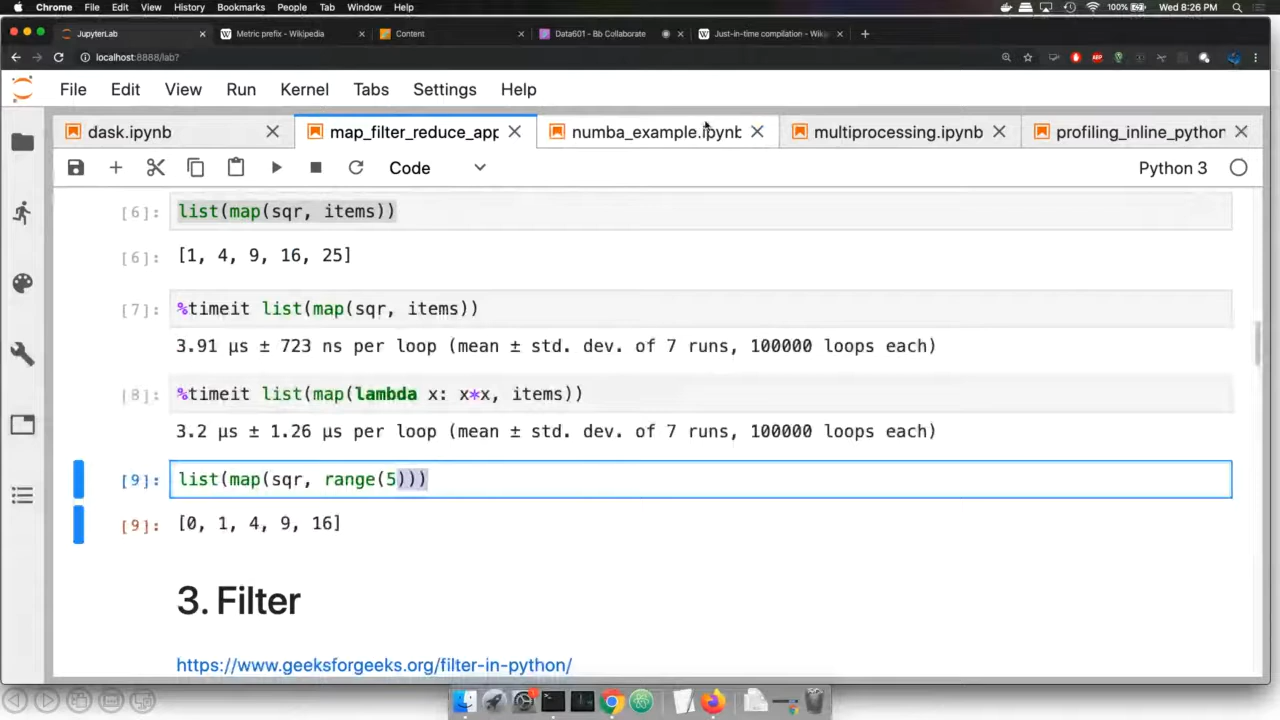 Chrome File Edit View History Bookmarks People Tab Window Help 100% Wed 8:26 PM
JupyterLab Metric prefix - Wikipedia Content Data601 - Bb Collaborate Just-in-time compilation - Wiki
localhost:8888/lab?
File Edit View Run Kernel Tabs Settings Help
dask.ipynb map_filter_reduce_app numba_example.ipynb multiprocessing.ipynb profiling_inline_python
Code Python 3
[6]: list(map(sqr, items))
[6]: [1, 4, 9, 16, 25]
[7]: %timeit list(map(sqr, items))
3.91 µs ± 723 ns per loop (mean ± std. dev. of 7 runs, 100000 loops each)
[8]: %timeit list(map(lambda x: x*x, items))
3.2 µs ± 1.26 µs per loop (mean ± std. dev. of 7 runs, 100000 loops each)
[9]: list(map(sqr, range(5)))
[9]: [0, 1, 4, 9, 16]
3. Filter
https://www.geeksforgeeks.org/filter-in-python/